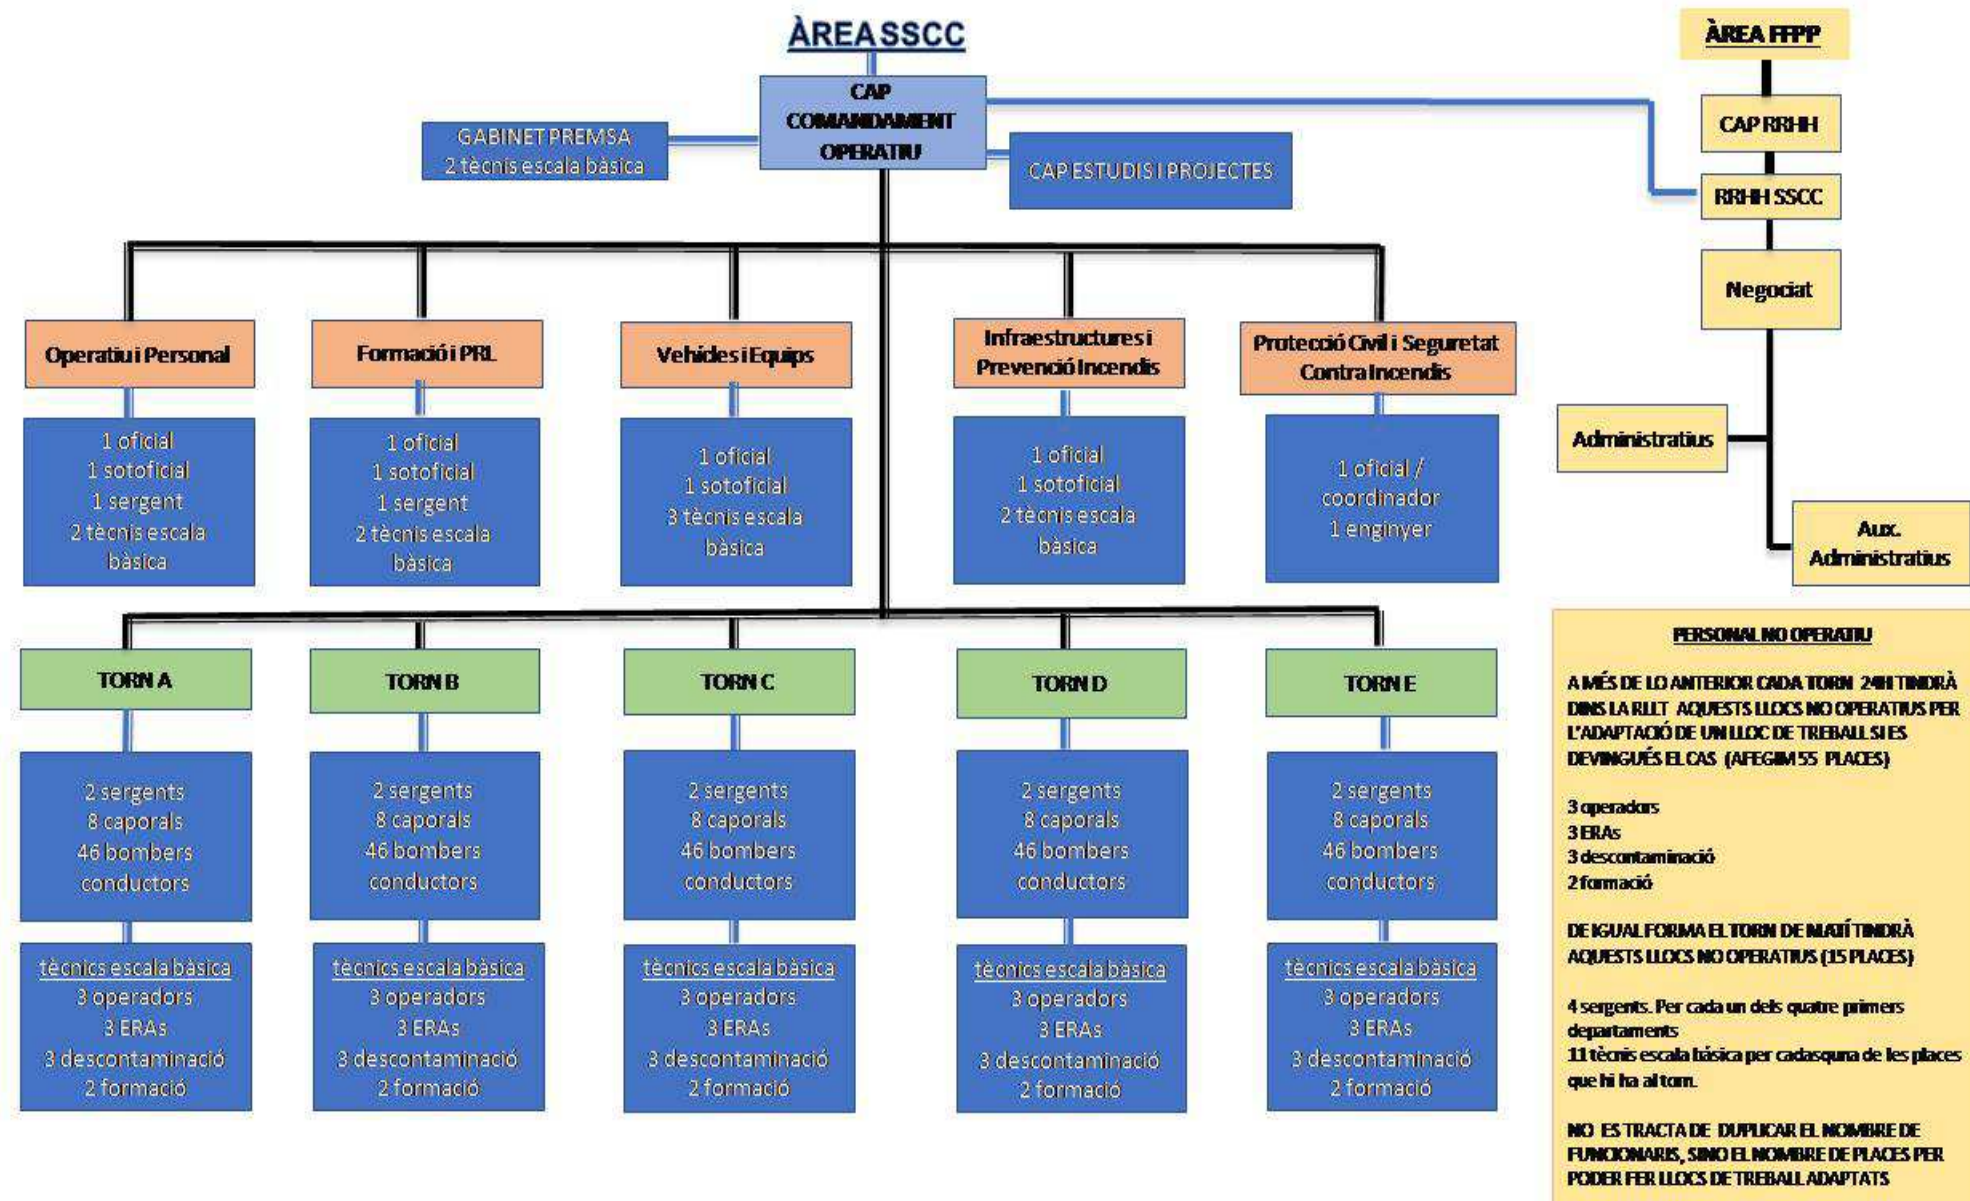 ÀREA SSCC
CAP
COMANDAMENT
OPERATIU
GABINET PREMSA
2 tècnis escala bàsica
CAP ESTUDIS I PROJECTES
ÀREA FFPP
CAP RRHH
RRHH SSCC
Negociat
Administratius
Aux.
Administratius
Operatiu i Personal
1 oficial
1 sotoficial
1 sergent
2 tècnis escala
bàsica
Formació i PRL
1 oficial
1 sotoficial
1 sergent
2 tècnis escala
bàsica
Vehicles i Equips
1 oficial
1 sotoficial
3 tècnis escala
bàsica
Infraestructures i
Prevenció Incendis
1 oficial
1 sotoficial
2 tècnis escala
bàsica
Protecció Civil i Seguretat
Contra Incendis
1 oficial /
coordinador
1 enginyer
TORN A
2 sergents
8 caporals
46 bombers
conductors
tècnics escala bàsica
3 operadors
3 ERAs
3 descontaminació
2 formació
TORN B
2 sergents
8 caporals
46 bombers
conductors
tècnics escala bàsica
3 operadors
3 ERAs
3 descontaminació
2 formació
TORN C
2 sergents
8 caporals
46 bombers
conductors
tècnics escala bàsica
3 operadors
3 ERAs
3 descontaminació
2 formació
TORN D
2 sergents
8 caporals
46 bombers
conductors
tècnics escala bàsica
3 operadors
3 ERAs
3 descontaminació
2 formació
TORN E
2 sergents
8 caporals
46 bombers
conductors
tècnics escala bàsica
3 operadors
3 ERAs
3 descontaminació
2 formació
PERSONAL NO OPERATIU
A MÉS DE LO ANTERIOR CADA TORN 24H TINDRÀ
DINS LA RLLT AQUESTS LLOCS NO OPERATIUS PER
L'ADAPTACIÓ DE UN LLOC DE TREBALL SI ES
DEVINGUÉS EL CAS (AFEGIM 55 PLACES)
3 operadors
3 ERAs
3 descontaminació
2 formació
DE IGUAL FORMA EL TORN DE MATÍ TINDRÀ
AQUESTS LLOCS NO OPERATIUS (15 PLACES)
4 sergents. Per cada un dels quatre primers
departaments
11 tècnis escala bàsica per cadasquna de les places
que hi ha al torn.
NO ES TRACTA DE DUPLICAR EL NOMBRE DE
FUNCIONARIS, SINO EL NOMBRE DE PLACES PER
PODER FER LLOCS DE TREBALL ADAPTATS